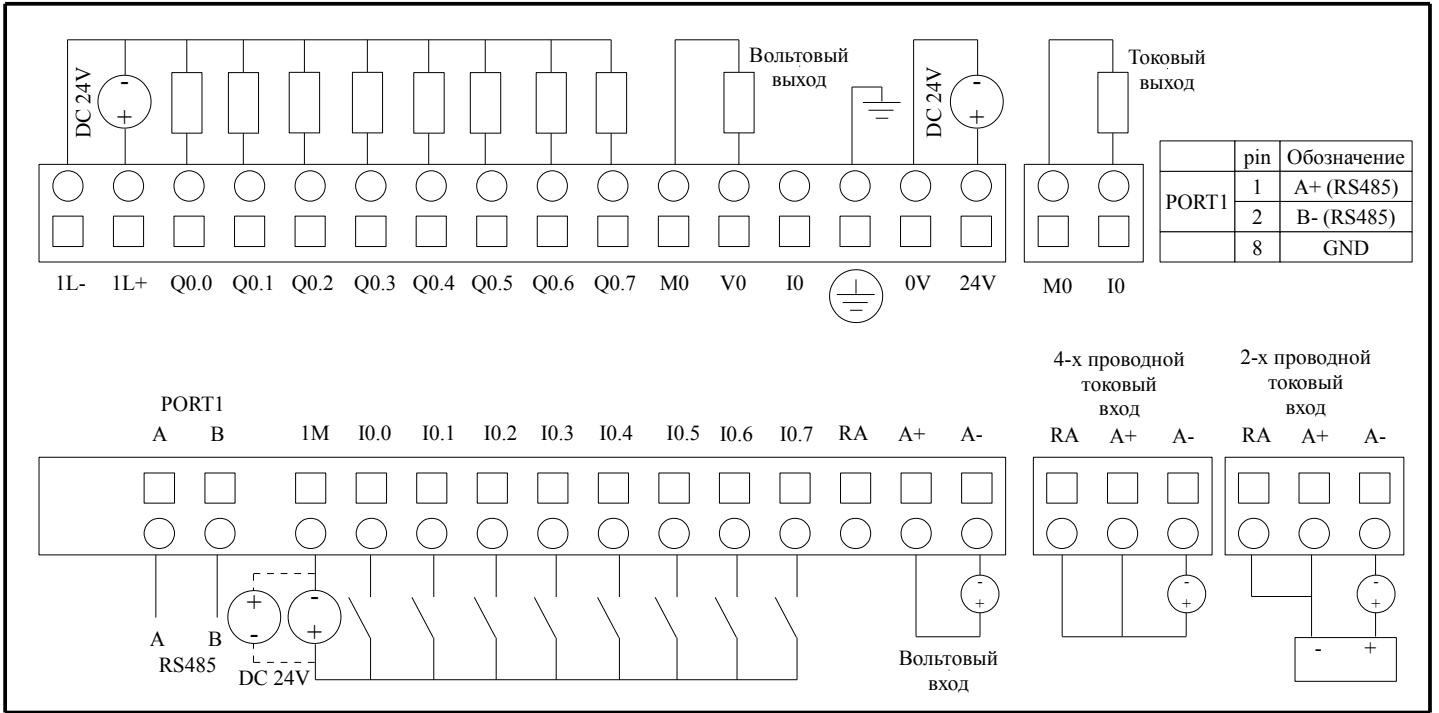 DC 24V
-
+
Вольтовый
выход
DC 24V
-
+
Токовый
выход
pin Обозначение
PORT1 1 A+ (RS485)
2 B- (RS485)
8 GND
1L- 1L+ Q0.0 Q0.1 Q0.2 Q0.3 Q0.4 Q0.5 Q0.6 Q0.7 M0 V0 I0 0V 24V
M0 I0
4-х проводной
токовый
вход
2-х проводной
токовый
вход
PORT1
A B 1M I0.0 I0.1 I0.2 I0.3 I0.4 I0.5 I0.6 I0.7 RA A+ A-
RA A+ A-
RA A+ A-
A B
RS485
+
-
-
+
DC 24V
-
+
Вольтовый
вход
-
+
-
+
- +